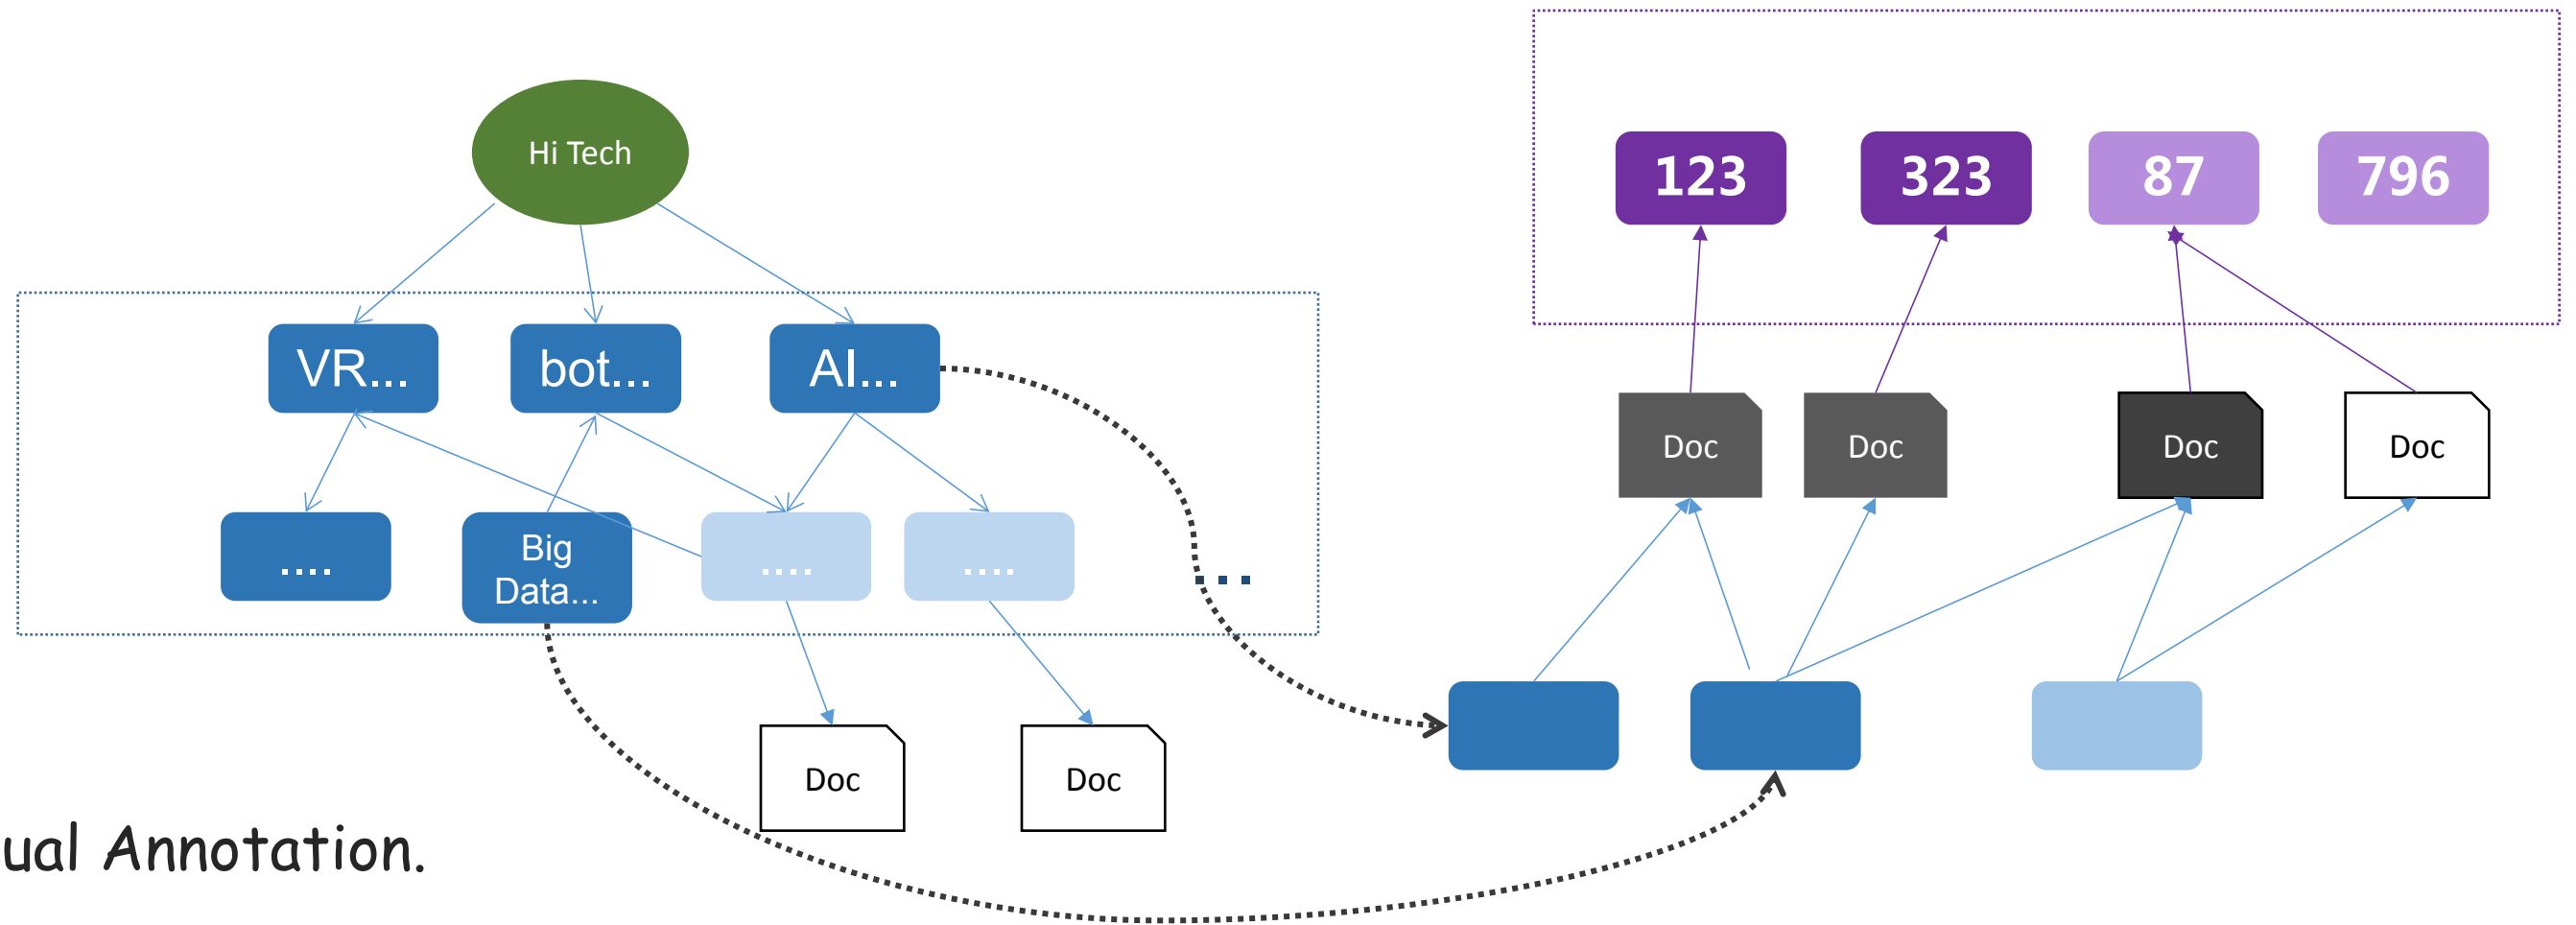 Hi Tech
123
323
87
796
VR...
bot...
AI...
Doc
Doc
Doc
Doc
....
Big
Data...
....
....
...
Doc
Doc
ual Annotation.